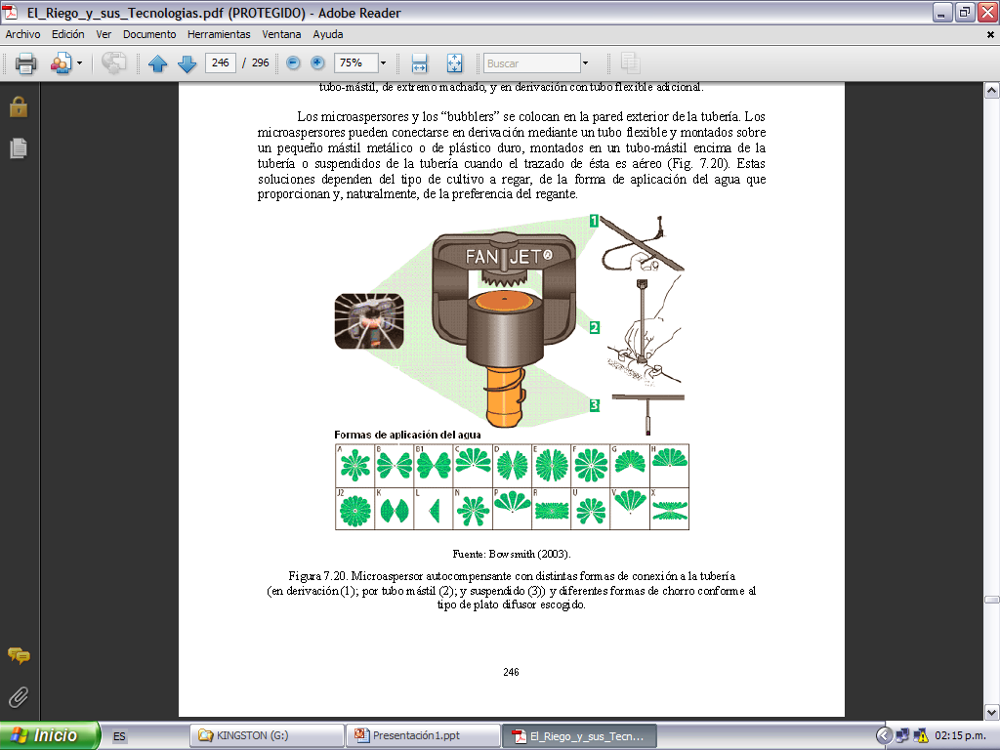 El_Riego_y_sus_Tecnologias.pdf (PROTEGIDO) - Adobe Reader
Archivo Edición Ver Documento Herramientas Ventana Ayuda
246 / 296 75% Buscar
tubo-mástil, de extremo machado, y en derivación con tubo flexible adicional.
Los microaspersores y los “bubblers” se colocan en la pared exterior de la tubería. Los
microaspersores pueden conectarse en derivación mediante un tubo flexible y montados sobre
un pequeño mástil metálico o de plástico duro, montados en un tubo-mástil encima de la
tubería o suspendidos de la tubería cuando el trazado de ésta es aéreo (Fig. 7.20). Estas
soluciones dependen del tipo de cultivo a regar, de la forma de aplicación del agua que
proporcionan y, naturalmente, de la preferencia del regante.
1
FAN JET®
2
3
Formas de aplicación del agua
A B B1 C D E F G H
J2 K L N P R U V X
Fuente: Bowsmith (2003).
Figura 7.20. Microaspersor autocompensante con distintas formas de conexión a la tubería
(en derivación (1); por tubo mástil (2); y suspendido (3)) y diferentes formas de chorro conforme al
tipo de plato difusor escogido.
246
Inicio ES KINGSTON (G:) Presentación1.ppt El_Riego_y_sus_Tecn... 02:15 p.m.